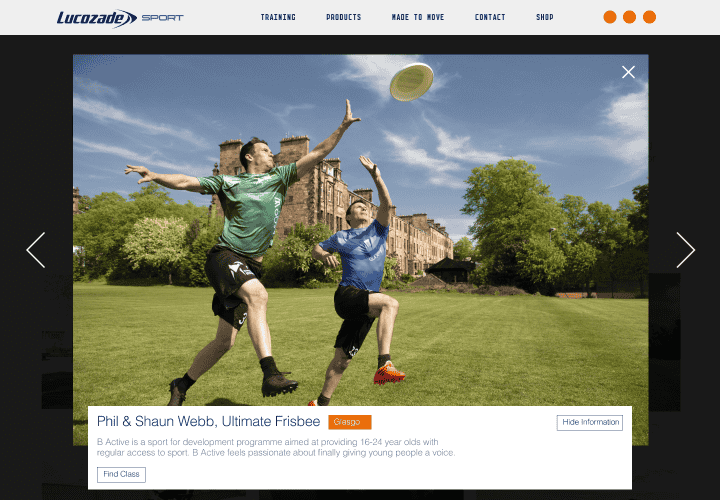 Lucozade SPORT
TRAINING
PRODUCTS
MADE TO MOVE
CONTACT
SHOP
Phil & Shaun Webb, Ultimate Frisbee
Glasgo
Hide Information
B Active is a sport for development programme aimed at providing 16-24 year olds with
regular access to sport. B Active feels passionate about finally giving young people a voice.
Find Class